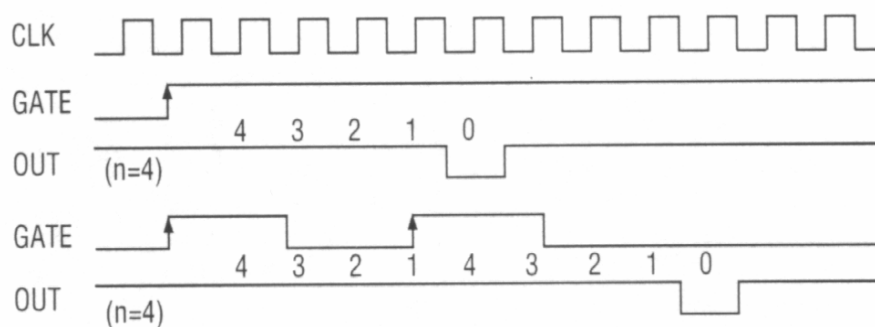 CLK
GATE
4 3 2 1 0
OUT (n=4)
GATE
4 3 2 1 4 3 2 1 0
OUT (n=4)